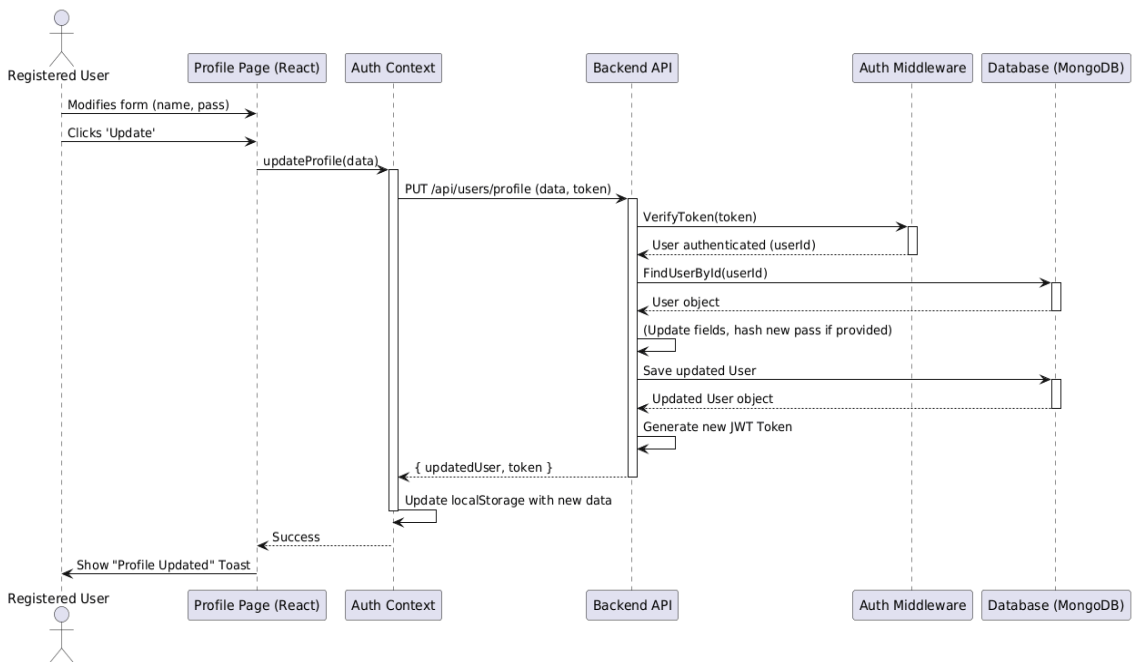 Registered User
Profile Page (React)
Auth Context
Backend API
Auth Middleware
Database (MongoDB)
Modifies form (name, pass)
Clicks 'Update'
updateProfile(data)
PUT /api/users/profile (data, token)
VerifyToken(token)
User authenticated (userId)
FindUserById(userId)
User object
(Update fields, hash new pass if provided)
Save updated User
Updated User object
Generate new JWT Token
{ updatedUser, token }
Update localStorage with new data
Success
Show "Profile Updated" Toast
Registered User
Profile Page (React)
Auth Context
Backend API
Auth Middleware
Database (MongoDB)